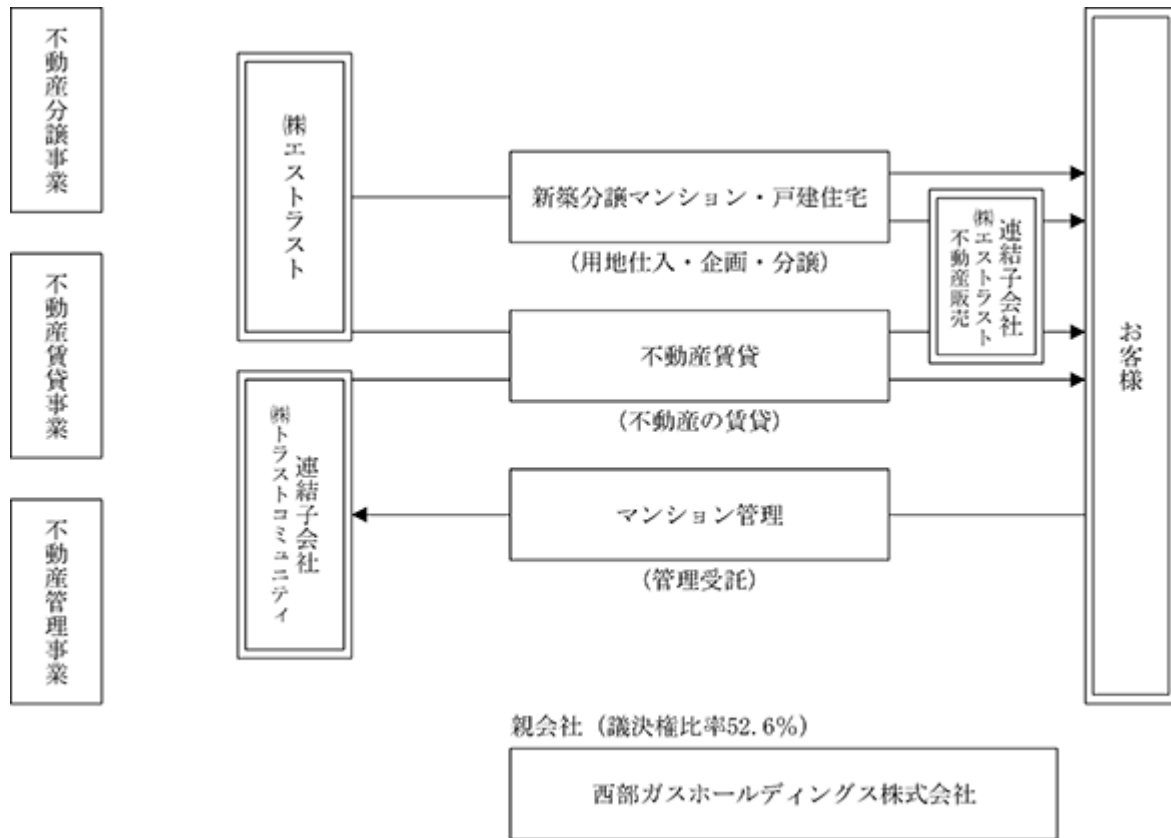 不動産分譲事業
不動産賃貸事業
不動産管理事業
㈱エストラスト
連結子会社
㈱トラストコミュニティ
新築分譲マンション・戸建住宅
(用地仕入・企画・分譲)
不動産賃貸
(不動産の賃貸)
マンション管理
(管理受託)
連結子会社
㈱エストラスト
不動産販売
お客様
親会社(議決権比率52.6%)
西部ガスホールディングス株式会社